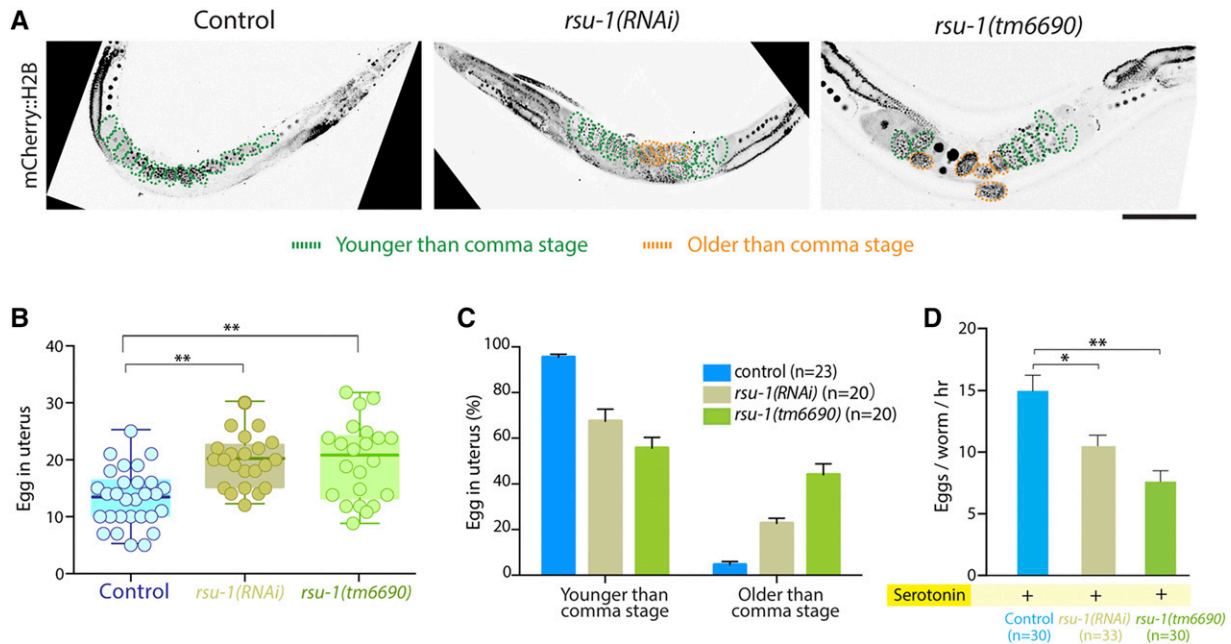 A
Control
rsu-1(RNAi)
rsu-1(tm6690)
mCherry::H2B
Younger than comma stage
Older than comma stage
B
**
**
Egg in uterus
40
30
20
10
0
Control
rsu-1(RNAi)
rsu-1(tm6690)
C
Egg in uterus (%)
100
80
60
40
20
0
control (n=23)
rsu-1(RNAi) (n=20)
rsu-1(tm6690) (n=20)
Younger than comma stage
Older than comma stage
D
**
*
Eggs / worm / hr
20
15
10
5
0
Serotonin + + +
Control (n=30)
rsu-1(RNAi) (n=33)
rsu-1(tm6690) (n=30)